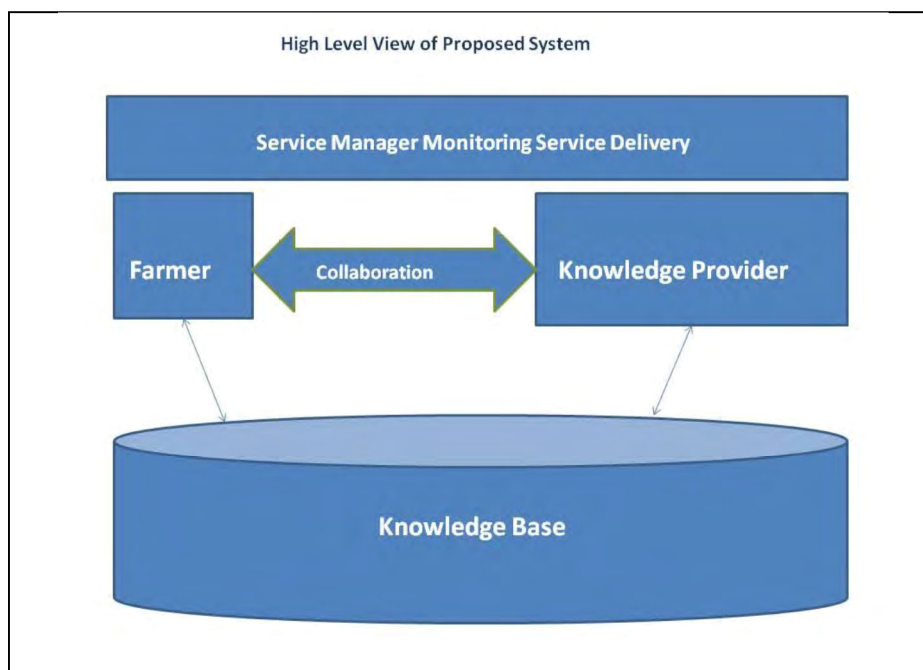 High Level View of Proposed System
Service Manager Monitoring Service Delivery
Farmer
Collaboration
Knowledge Provider
Knowledge Base